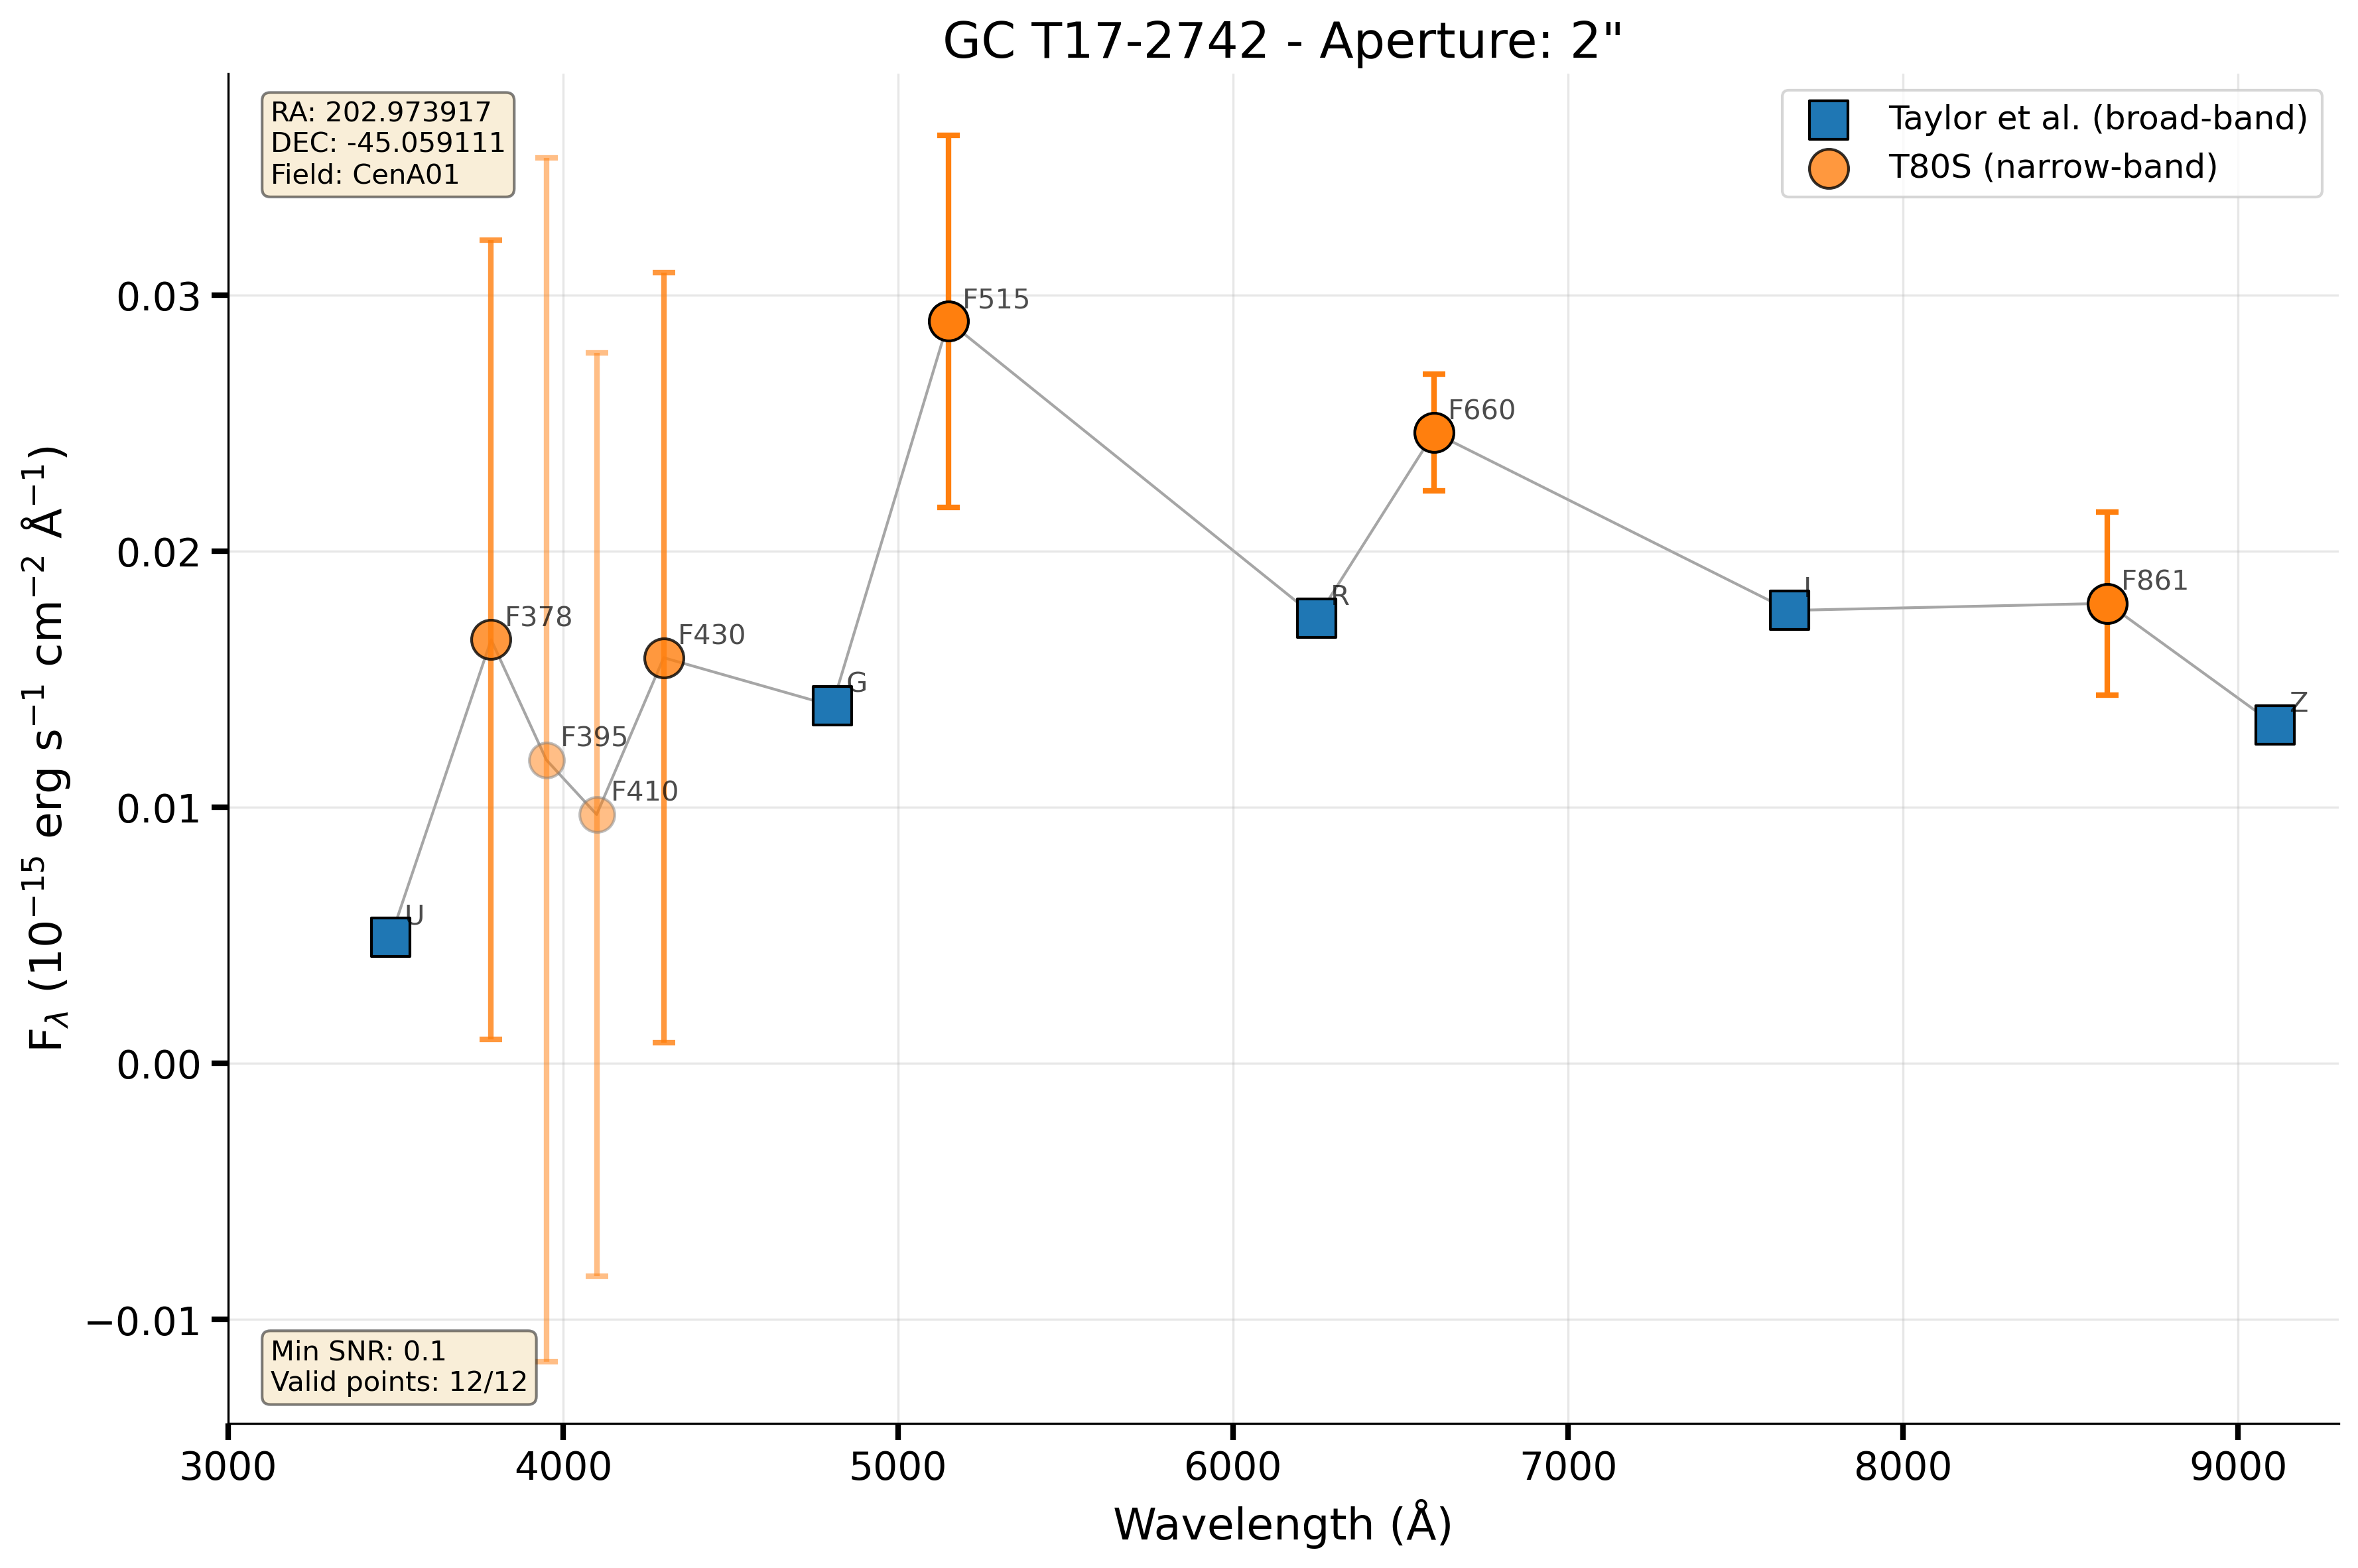 GC T17-2742 - Aperture: 2"
RA: 202.973917
DEC: -45.059111
Field: CenA01
Taylor et al. (broad-band)
T80S (narrow-band)
F515
F660
F378
F430
F395
F410
F861
R
I
G
Z
U
0.03
0.02
0.01
0.00
−0.01
F_λ (10⁻¹⁵ erg s⁻¹ cm⁻² Å⁻¹)
Min SNR: 0.1
Valid points: 12/12
3000 4000 5000 6000 7000 8000 9000
Wavelength (Å)